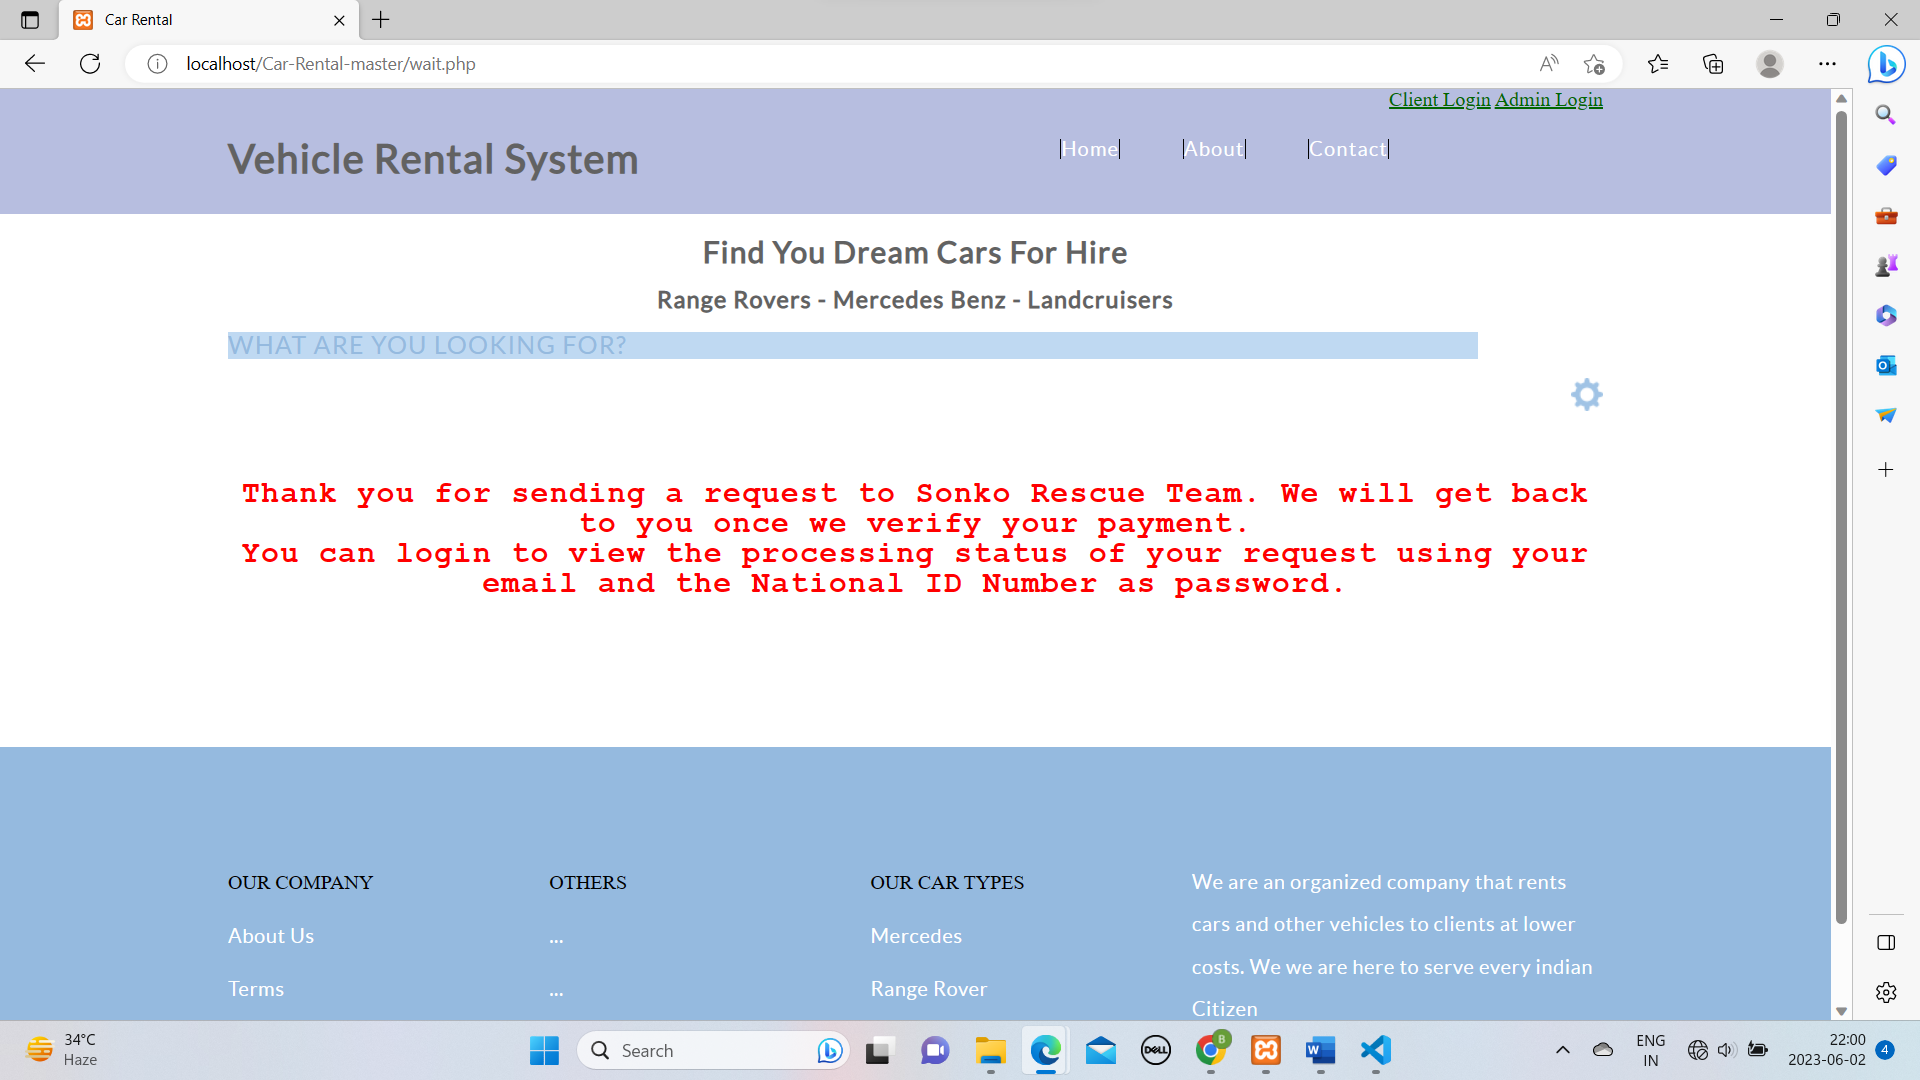 Car Rental
localhost/Car-Rental-master/wait.php
Client Login Admin Login
Vehicle Rental System
Home
About
Contact
Find You Dream Cars For Hire
Range Rovers - Mercedes Benz - Landcruisers
WHAT ARE YOU LOOKING FOR?
Thank you for sending a request to Sonko Rescue Team. We will get back
to you once we verify your payment.
You can login to view the processing status of your request using your
email and the National ID Number as password.
OUR COMPANY
About Us
Terms
OTHERS
...
...
OUR CAR TYPES
Mercedes
Range Rover
We are an organized company that rents
cars and other vehicles to clients at lower
costs. We we are here to serve every indian
Citizen
34°C
Haze
Search
DELL
B
W
ENG
IN
22:00
2023-06-02
4